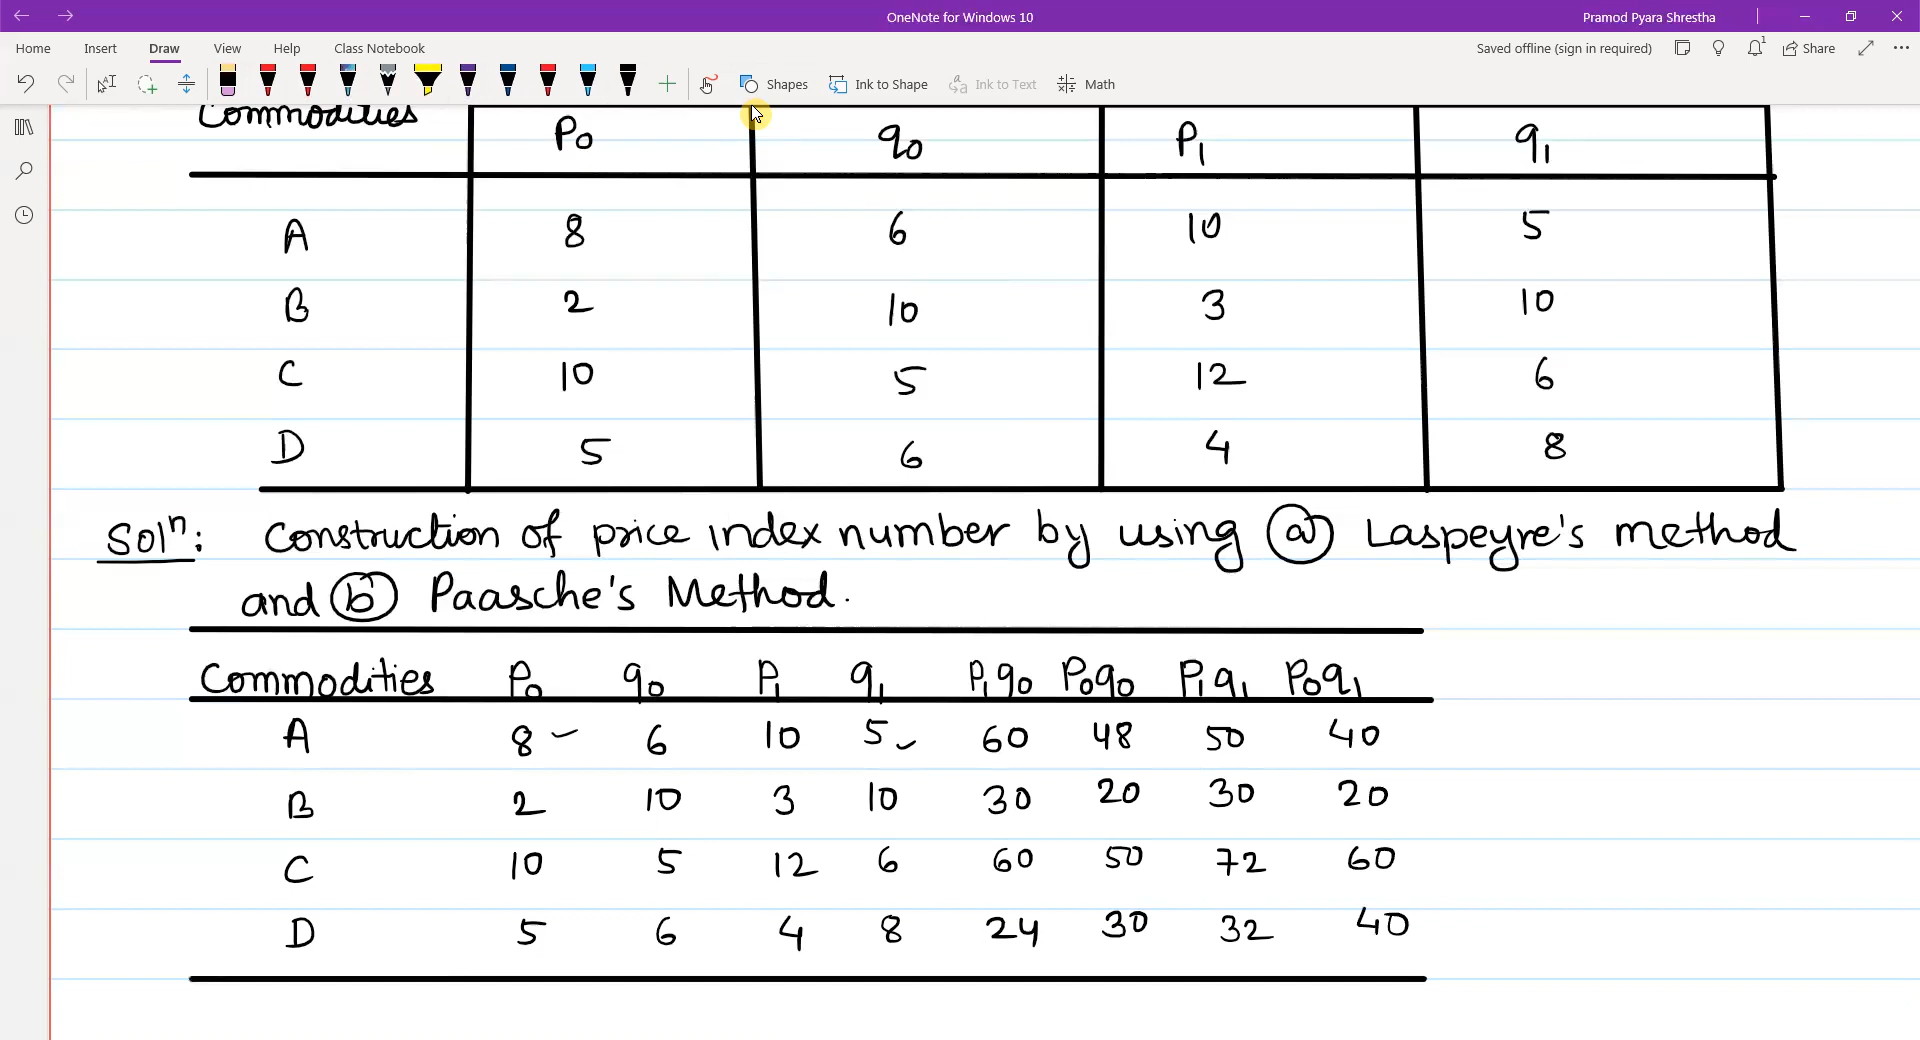 OneNote for Windows 10
Pramod Pyara Shrestha
Home Insert Draw View Help Class Notebook
Saved offline (sign in required) 1 Share
Shapes Ink to Shape Ink to Text Math
Commodities P₀ q₀ P₁ q₁
A 8 6 10 5
B 2 10 3 10
C 10 5 12 6
D 5 6 4 8
Solⁿ: Construction of price index number by using (a) Laspeyre's method
and (b) Paasche's Method.
Commodities P₀ q₀ P₁ q₁ P₁q₀ P₀q₀ P₁q₁ P₀q₁
A 8 6 10 5 60 48 50 40
B 2 10 3 10 30 20 30 20
C 10 5 12 6 60 50 72 60
D 5 6 4 8 24 30 32 40